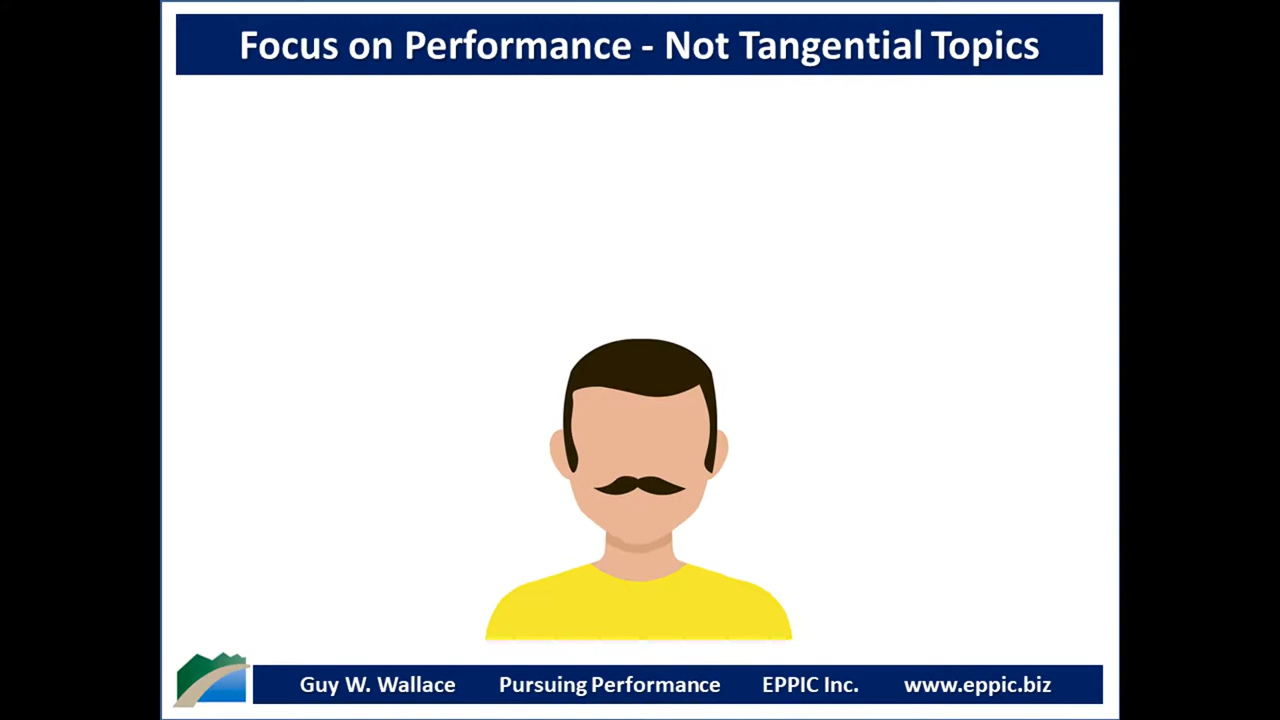 Focus on Performance - Not Tangential Topics
Guy W. Wallace Pursuing Performance EPPIC Inc. www.eppic.biz